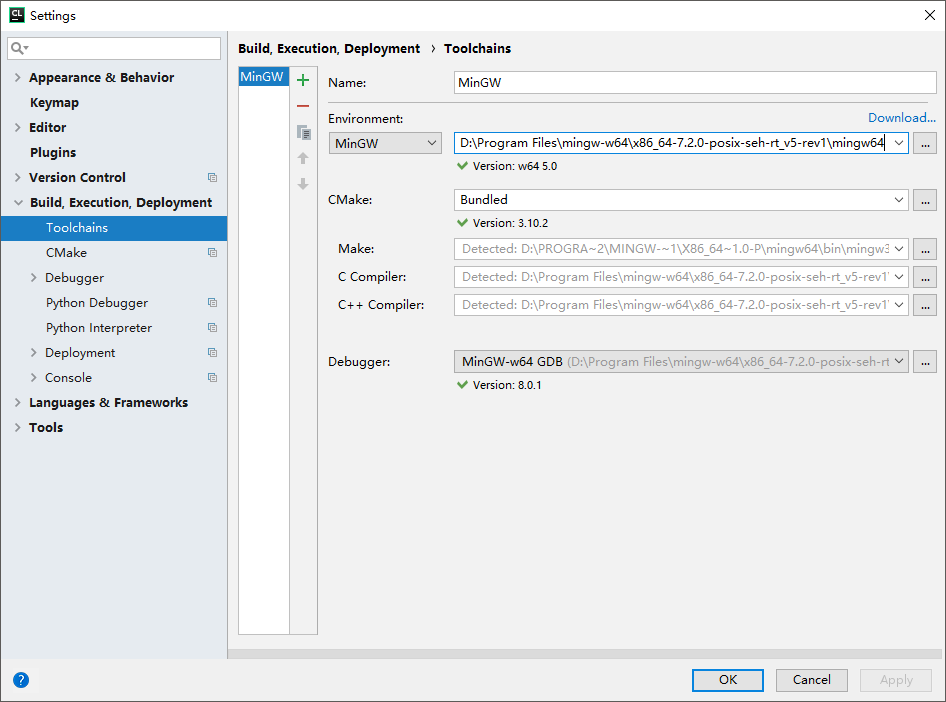 CL
Settings
Appearance & Behavior
Keymap
Editor
Plugins
Version Control
Build, Execution, Deployment
Toolchains
CMake
Debugger
Python Debugger
Python Interpreter
Deployment
Console
Languages & Frameworks
Tools
Build, Execution, Deployment › Toolchains
MinGW
Name: MinGW
Environment: Download...
MinGW D:\Program Files\mingw-w64\x86_64-7.2.0-posix-seh-rt_v5-rev1\mingw64 ...
Version: w64 5.0
CMake: Bundled ...
Version: 3.10.2
Make: Detected: D:\PROGRA~2\MINGW-~1\X86_64~1.0-P\mingw64\bin\mingw3 ...
C Compiler: Detected: D:\Program Files\mingw-w64\x86_64-7.2.0-posix-seh-rt_v5-rev1\ ...
C++ Compiler: Detected: D:\Program Files\mingw-w64\x86_64-7.2.0-posix-seh-rt_v5-rev1\ ...
Debugger: MinGW-w64 GDB (D:\Program Files\mingw-w64\x86_64-7.2.0-posix-seh-rt ...
Version: 8.0.1
? OK Cancel Apply